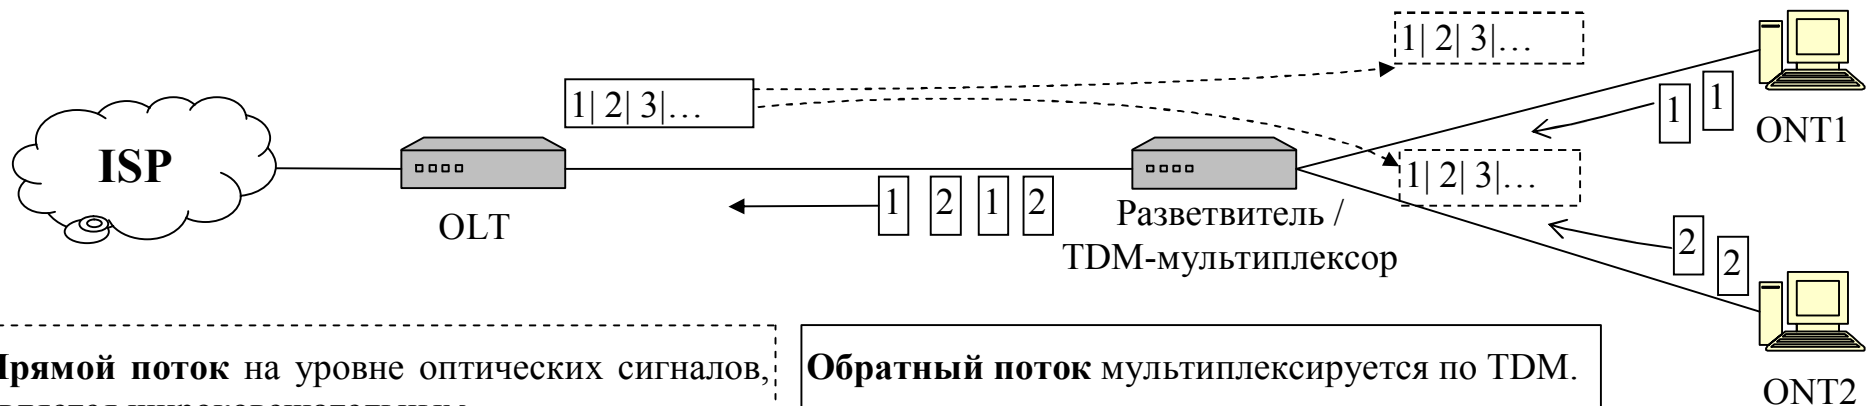 1| 2| 3|…
1| 2| 3|…
1| 2| 3|…
ISP
OLT
1 2 1 2
Разветвитель /
TDM-мультиплексор
1 1
ONT1
2 2
ONT2
Прямой поток на уровне оптических сигналов,
Обратный поток мультиплексируется по TDM.